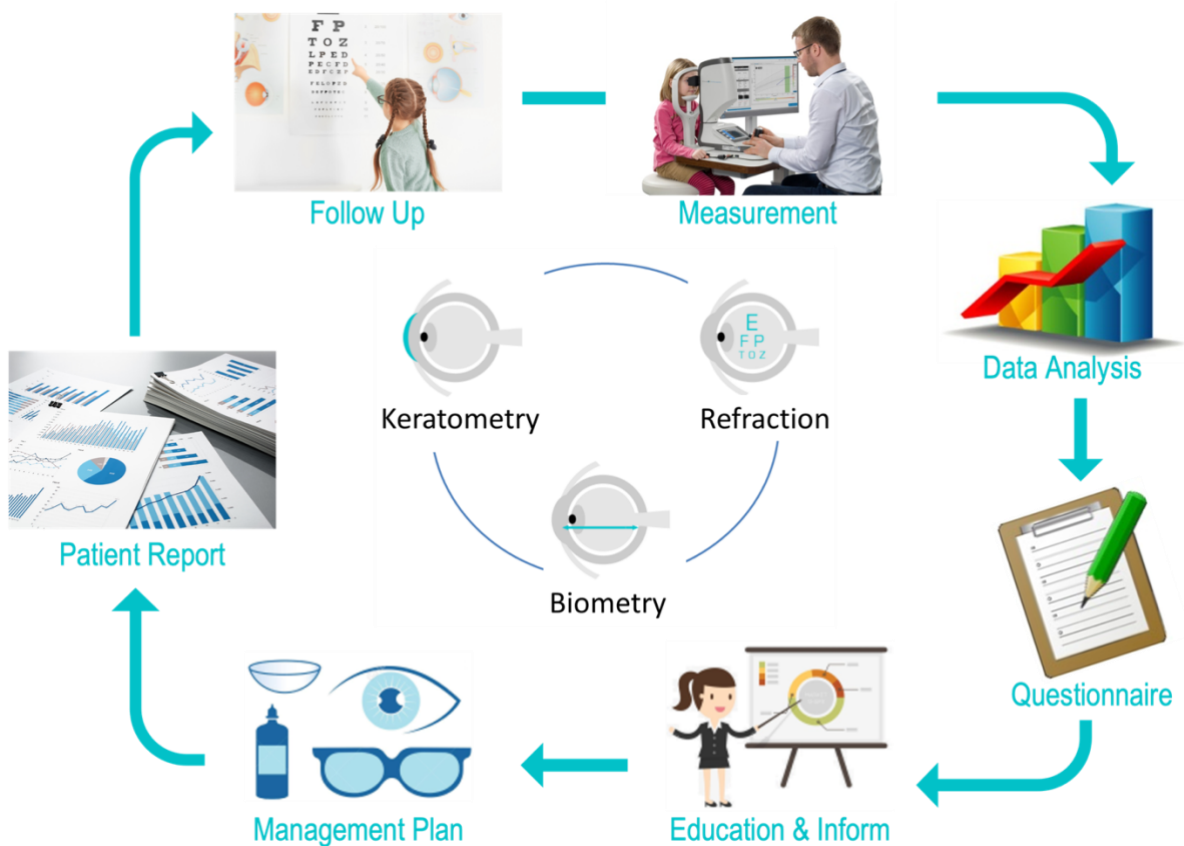 F P
T O Z
L P E D
P E C F D
E D F C Z P
Follow Up
Measurement
Data Analysis
Keratometry
E
F P
T O Z
Refraction
Biometry
Patient Report
Questionnaire
Management Plan
Education & Inform